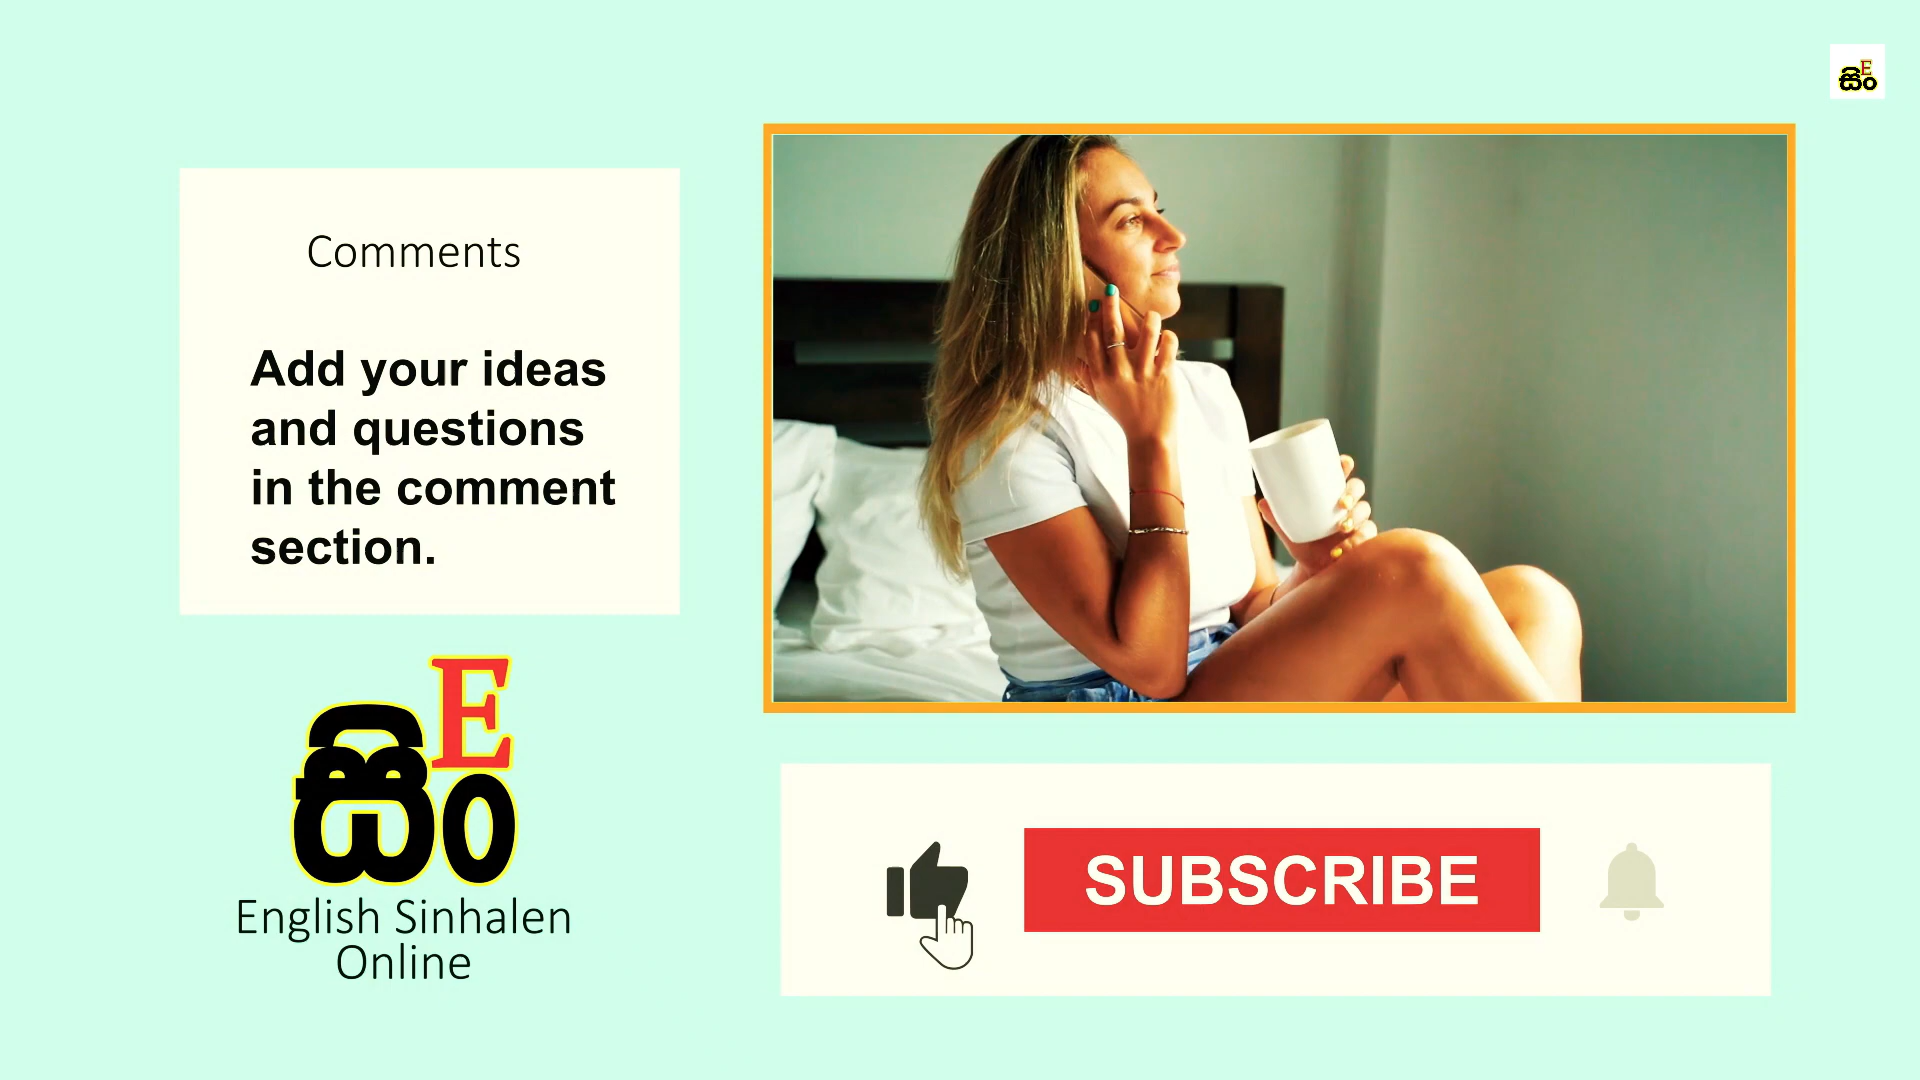 Comments
Add your ideas
and questions
in the comment
section.
E
සිං
English Sinhalen
Online
E
සිං
SUBSCRIBE